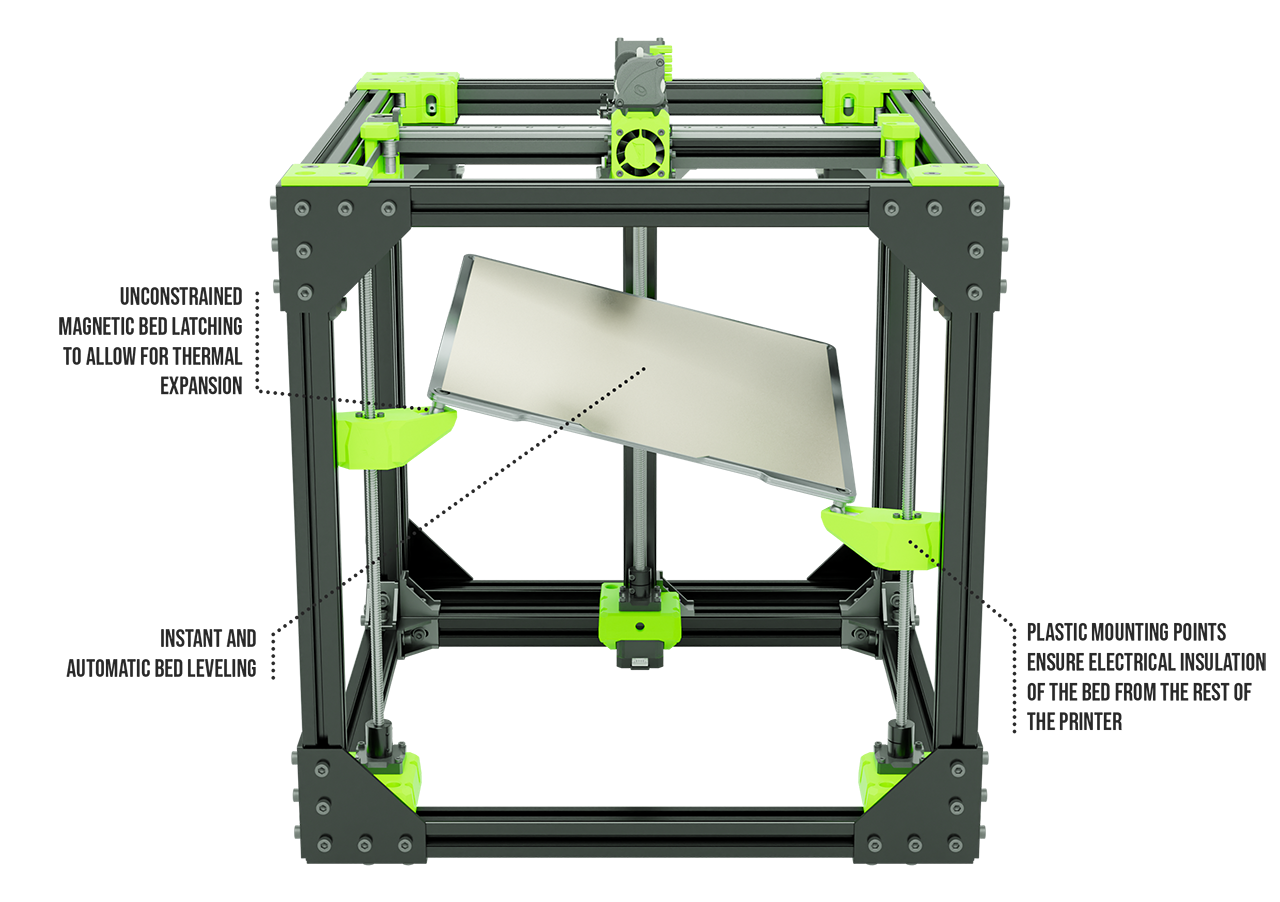 UNCONSTRAINED
MAGNETIC BED LATCHING
TO ALLOW FOR THERMAL
EXPANSION
INSTANT AND
AUTOMATIC BED LEVELING
PLASTIC MOUNTING POINTS
ENSURE ELECTRICAL INSULATION
OF THE BED FROM THE REST OF
THE PRINTER